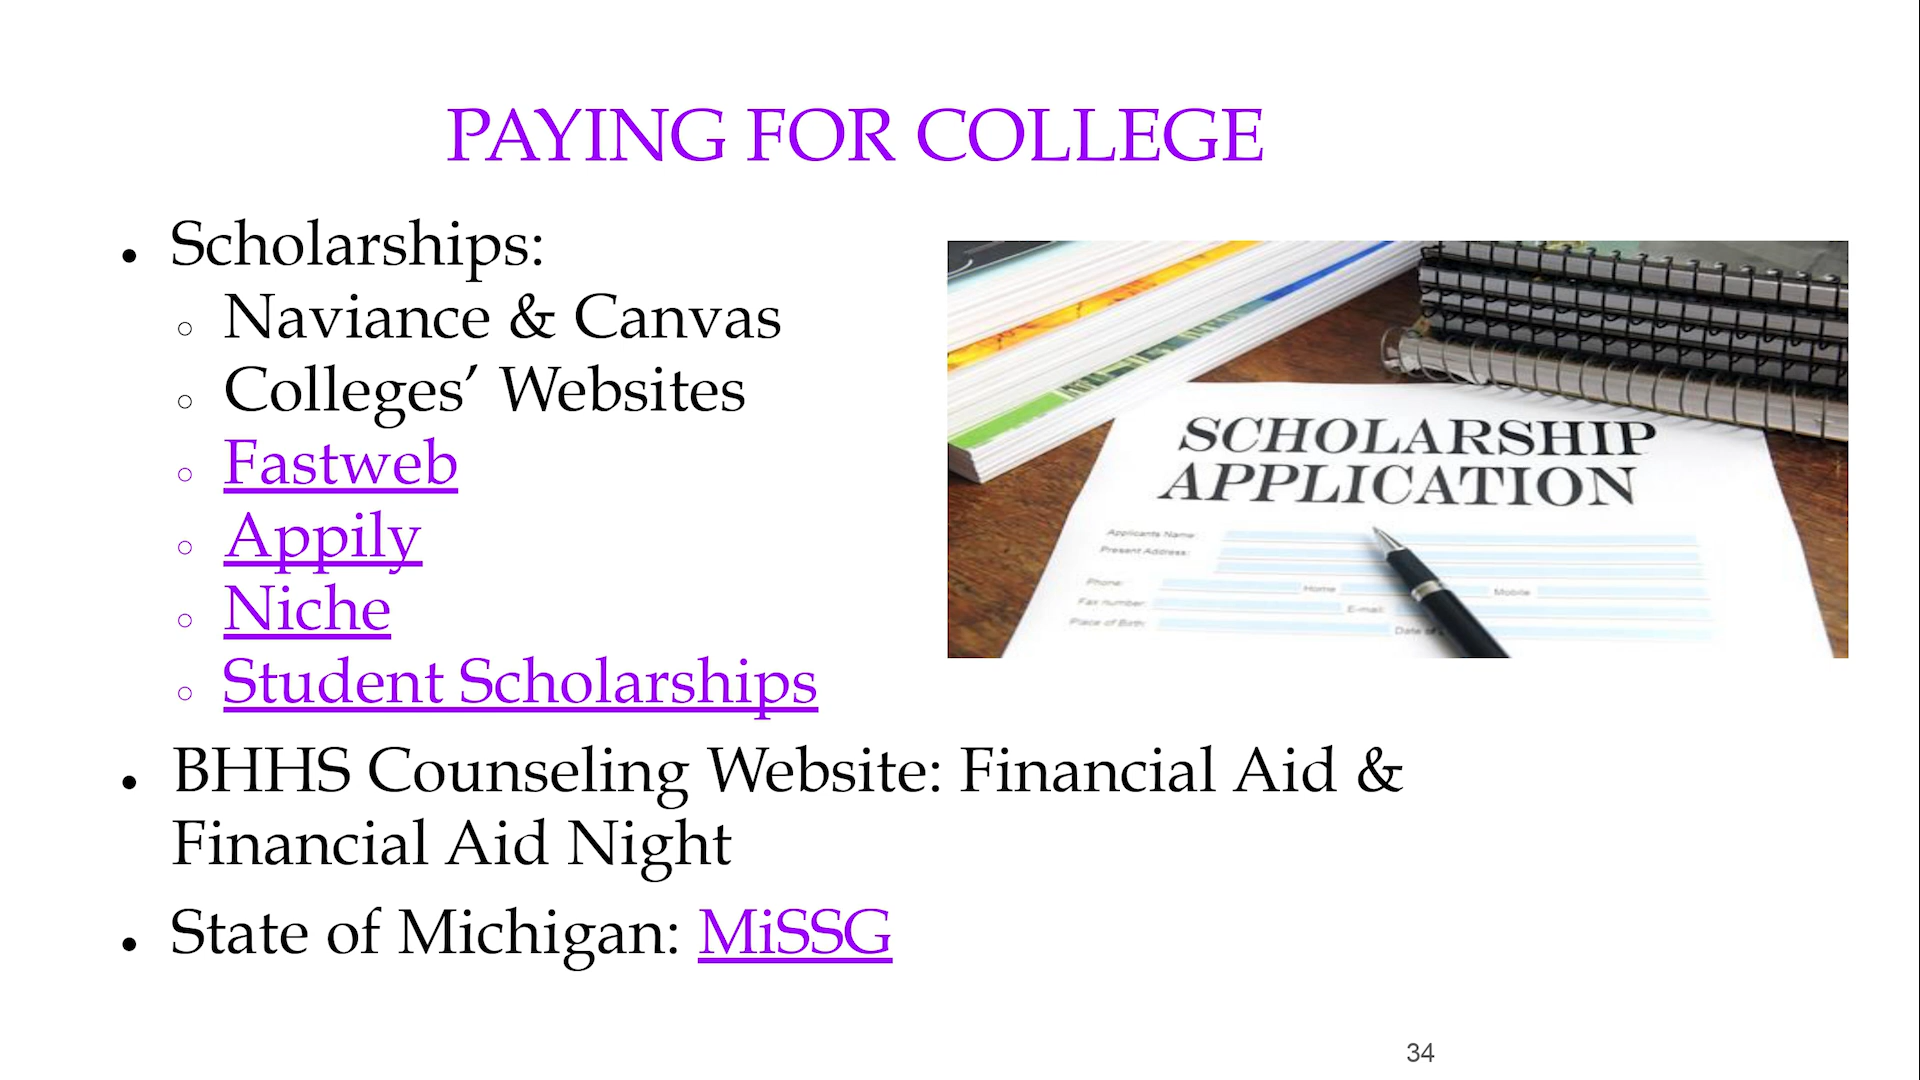 PAYING FOR COLLEGE
• Scholarships:
○ Naviance & Canvas
○ Colleges’ Websites
○ Fastweb
○ Appily
○ Niche
○ Student Scholarships
• BHHS Counseling Website: Financial Aid &
Financial Aid Night
• State of Michigan: MiSSG
SCHOLARSHIP
APPLICATION
Applicants Name:
Present Address:
Phone: Home Mobile
Fax number: E-mail:
Place of Birth: Date of
34